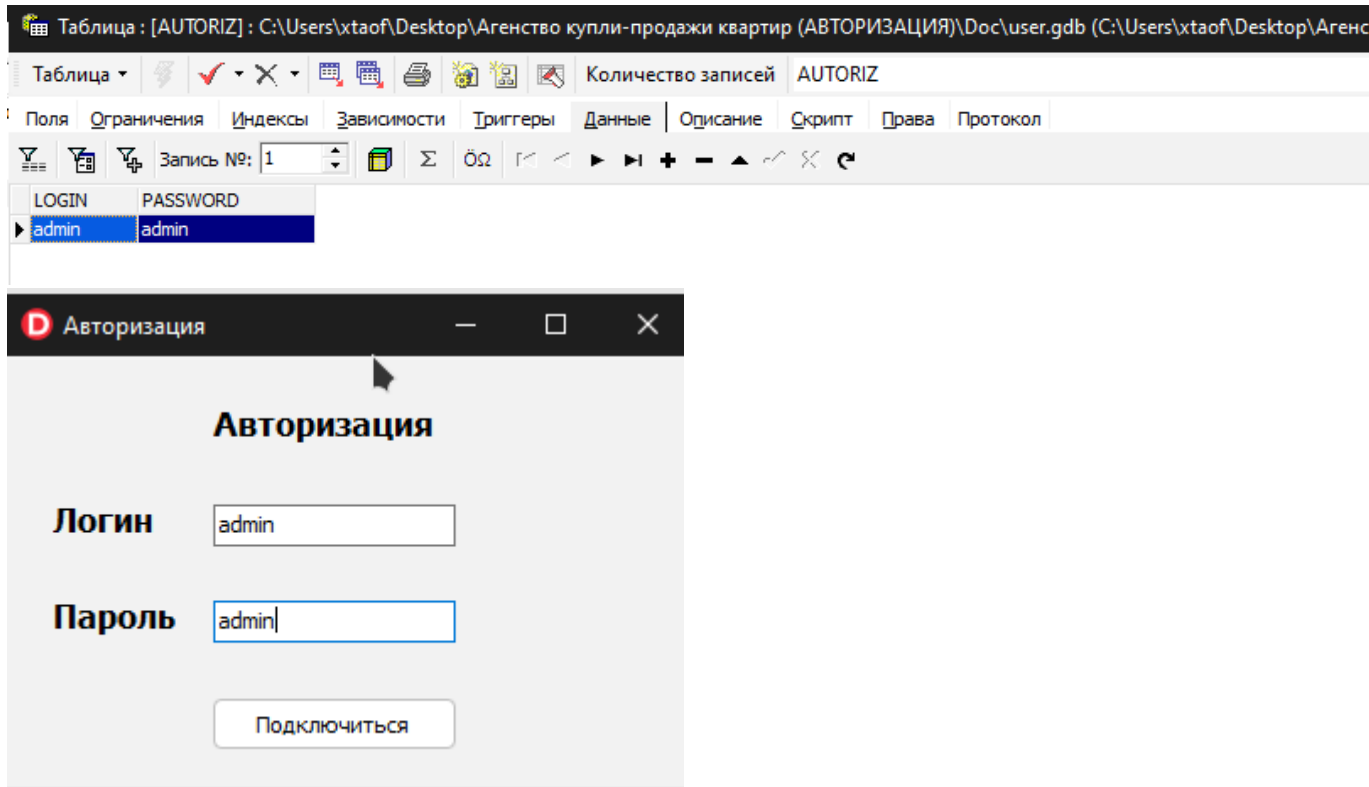 Таблица : [AUTORIZ] : C:\Users\xtaof\Desktop\Агенство купли-продажи квартир (АВТОРИЗАЦИЯ)\Doc\user.gdb (C:\Users\xtaof\Desktop\Агенс
Таблица Количество записей AUTORIZ
Поля Ограничения Индексы Зависимости Триггеры Данные Описание Скрипт Права Протокол
Запись №: 1 Σ ÖΩ
LOGIN PASSWORD
admin admin
D Авторизация
Авторизация
Логин admin
Пароль admin
Подключиться